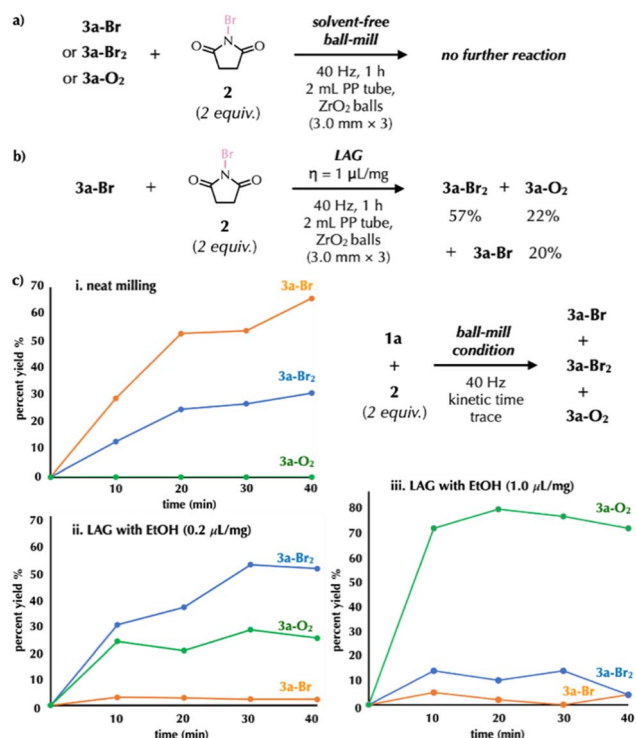 a)
3a-Br
or 3a-Br2
or 3a-O2
+
Br
N
O
O
2
(2 equiv.)
solvent-free
ball-mill
40 Hz, 1 h
2 mL PP tube,
ZrO2 balls
(3.0 mm × 3)
no further reaction
b)
3a-Br
+
Br
N
O
O
2
(2 equiv.)
LAG
η = 1 μL/mg
40 Hz, 1 h
2 mL PP tube,
ZrO2 balls
(3.0 mm × 3)
3a-Br2 + 3a-O2
57% 22%
+ 3a-Br 20%
c)
i. neat milling
percent yield %
70
60
50
40
30
20
10
0
3a-Br
3a-Br2
3a-O2
10 20 30 40
time (min)
1a
+
2
(2 equiv.)
ball-mill
condition
40 Hz
kinetic time
trace
3a-Br
+
3a-Br2
+
3a-O2
ii. LAG with EtOH (0.2 μL/mg)
percent yield %
70
60
50
40
30
20
10
0
3a-Br2
3a-O2
3a-Br
10 20 30 40
time (min)
iii. LAG with EtOH (1.0 μL/mg)
percent yield %
80
70
60
50
40
30
20
10
0
3a-O2
3a-Br2
3a-Br
10 20 30 40
time (min)